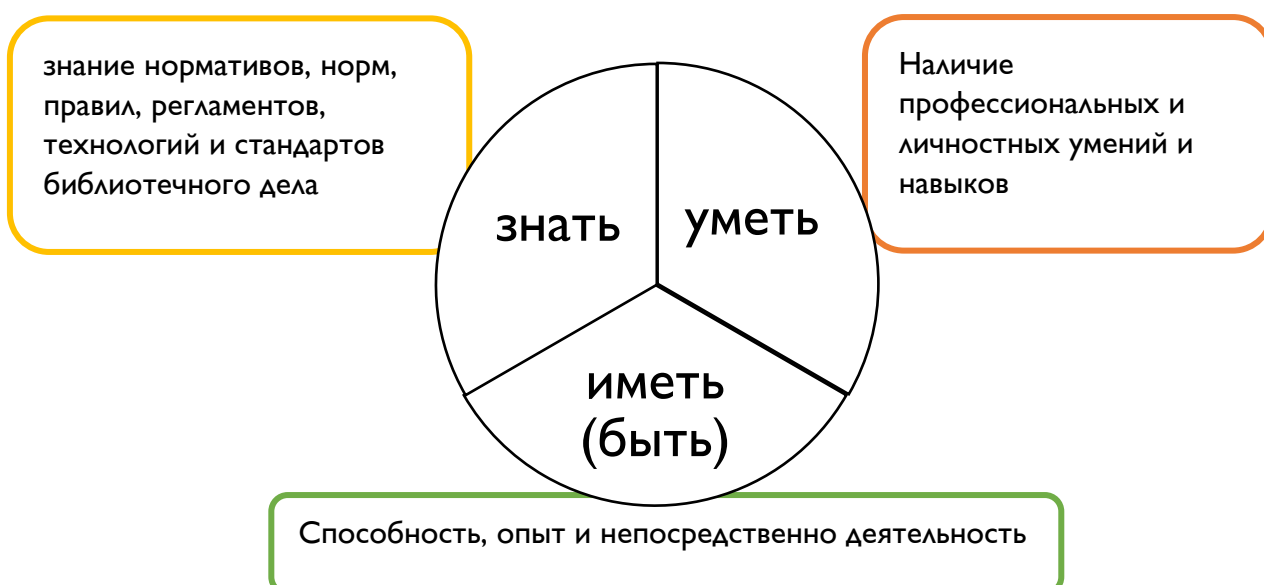 знание нормативов, норм,
правил, регламентов,
технологий и стандартов
библиотечного дела
Наличие
профессиональных и
личностных умений и
навыков
знать
уметь
иметь
(быть)
Способность, опыт и непосредственно деятельность